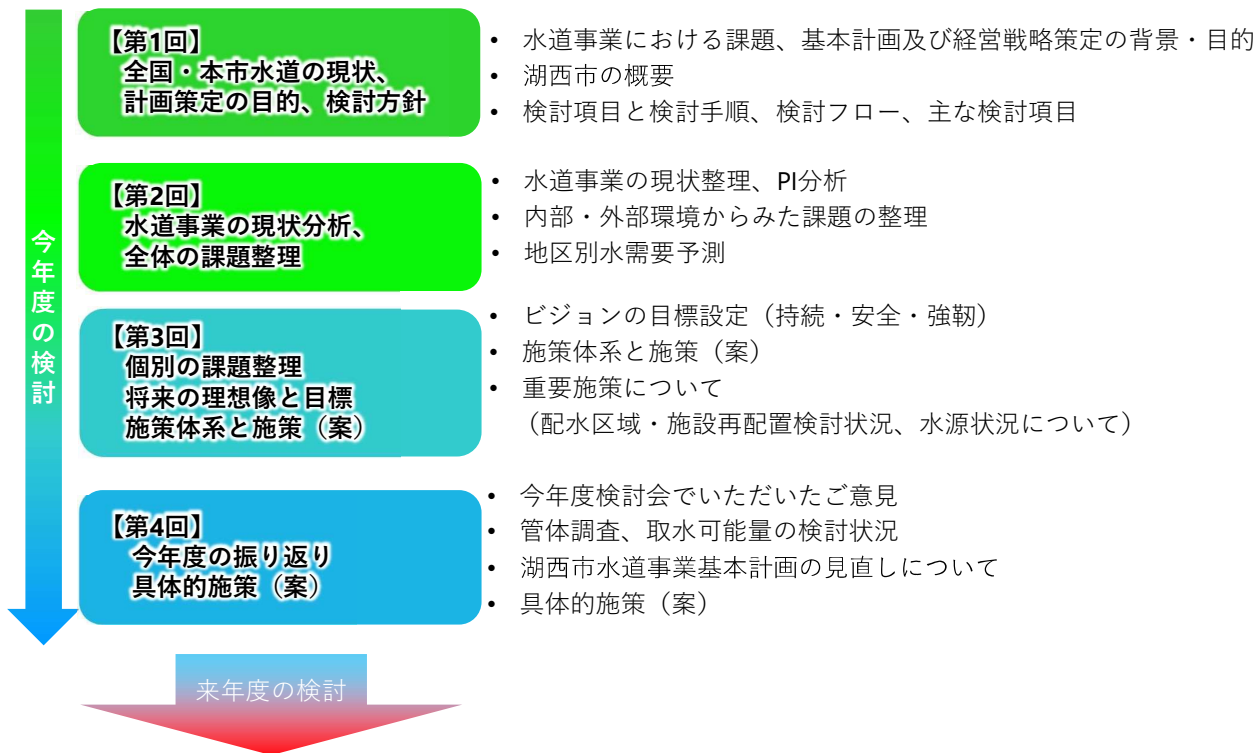 今年度の検討
【第1回】
全国・本市水道の現状、
計画策定の目的、検討方針
• 水道事業における課題、基本計画及び経営戦略策定の背景・目的
• 湖西市の概要
• 検討項目と検討手順、検討フロー、主な検討項目
【第2回】
水道事業の現状分析、
全体の課題整理
• 水道事業の現状整理、PI分析
• 内部・外部環境からみた課題の整理
• 地区別水需要予測
【第3回】
個別の課題整理
将来の理想像と目標
施策体系と施策（案）
• ビジョンの目標設定（持続・安全・強靭）
• 施策体系と施策（案）
• 重要施策について
（配水区域・施設再配置検討状況、水源状況について）
【第4回】
今年度の振り返り
具体的施策（案）
• 今年度検討会でいただいたご意見
• 管体調査、取水可能量の検討状況
• 湖西市水道事業基本計画の見直しについて
• 具体的施策（案）
来年度の検討